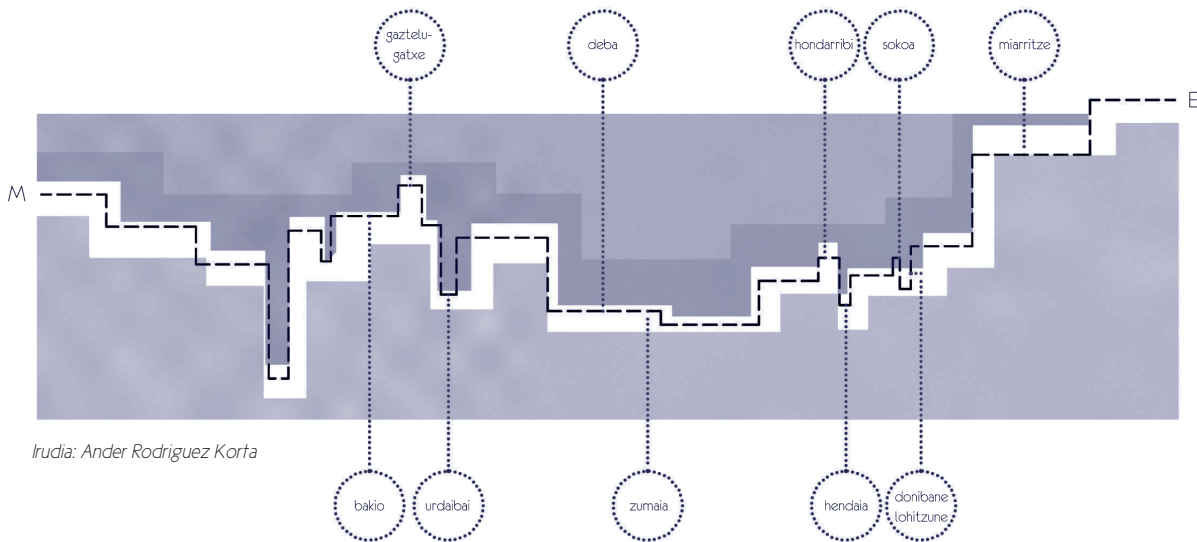 gaztelu-
gatxe
deba
hondarribi
sokoa
miarritze
E
M
Irudia: Ander Rodriguez Korta
bakio
urdaibai
zumaia
hendaia
donibane
lohitzune